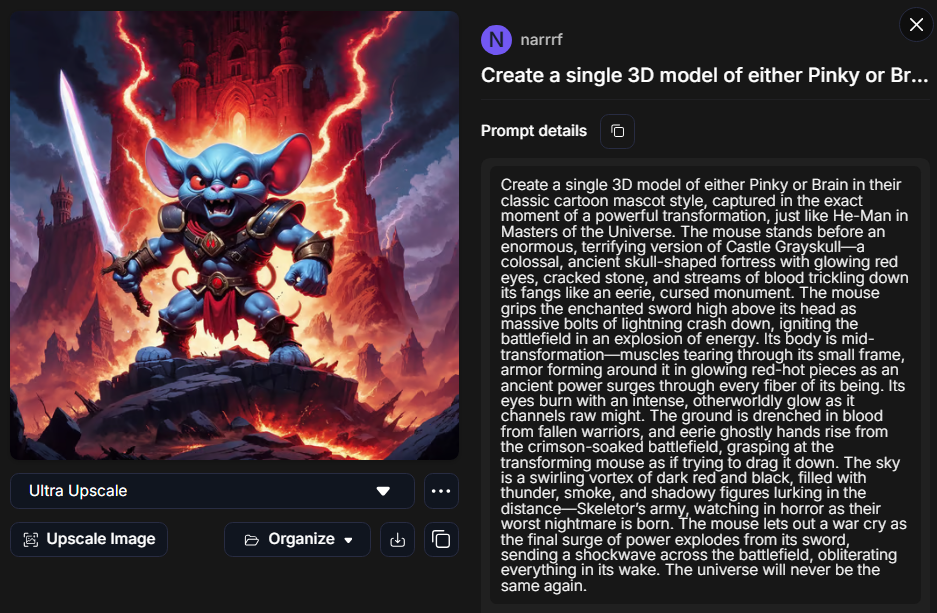 N narrrf
Create a single 3D model of either Pinky or Br...
Prompt details
Create a single 3D model of either Pinky or Brain in their
classic cartoon mascot style, captured in the exact
moment of a powerful transformation, just like He-Man in
Masters of the Universe. The mouse stands before an
enormous, terrifying version of Castle Grayskull—a
colossal, ancient skull-shaped fortress with glowing red
eyes, cracked stone, and streams of blood trickling down
its fangs like an eerie, cursed monument. The mouse
grips the enchanted sword high above its head as
massive bolts of lightning crash down, igniting the
battlefield in an explosion of energy. Its body is mid-
transformation—muscles tearing through its small frame,
armor forming around it in glowing red-hot pieces as an
ancient power surges through every fiber of its being. Its
eyes burn with an intense, otherworldly glow as it
channels raw might. The ground is drenched in blood
from fallen warriors, and eerie ghostly hands rise from
the crimson-soaked battlefield, grasping at the
transforming mouse as if trying to drag it down. The sky
is a swirling vortex of dark red and black, filled with
thunder, smoke, and shadowy figures lurking in the
distance—Skeletor's army, watching in horror as their
worst nightmare is born. The mouse lets out a war cry as
the final surge of power explodes from its sword,
sending a shockwave across the battlefield, obliterating
everything in its wake. The universe will never be the
same again.
Ultra Upscale
Upscale Image
Organize